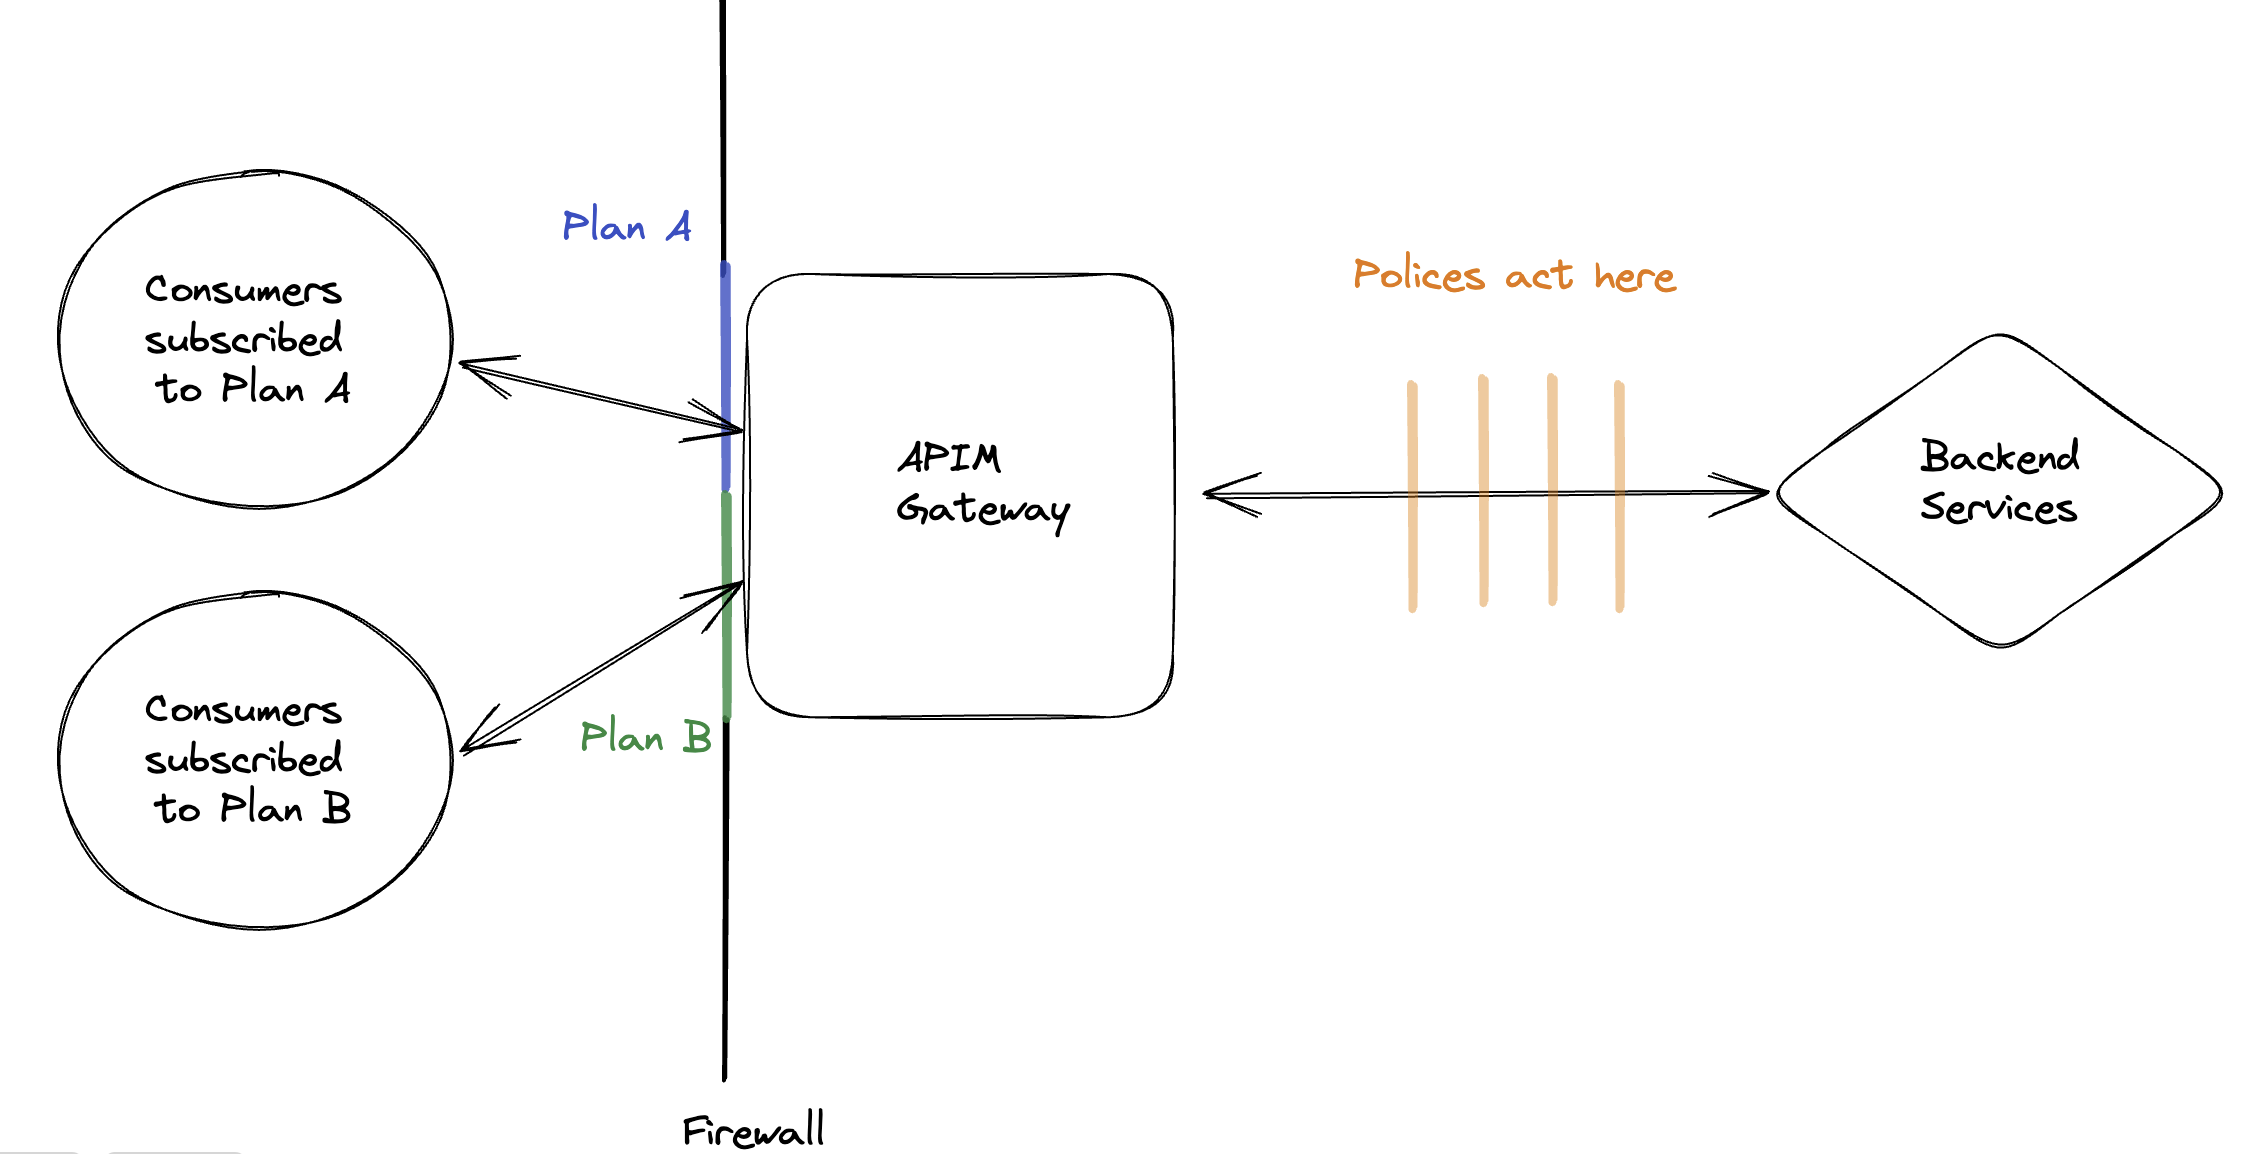 Plan A
Consumers
subscribed
to Plan A
Polices act here
APIM
Gateway
Backend
Services
Consumers
subscribed
to Plan B
Plan B
Firewall